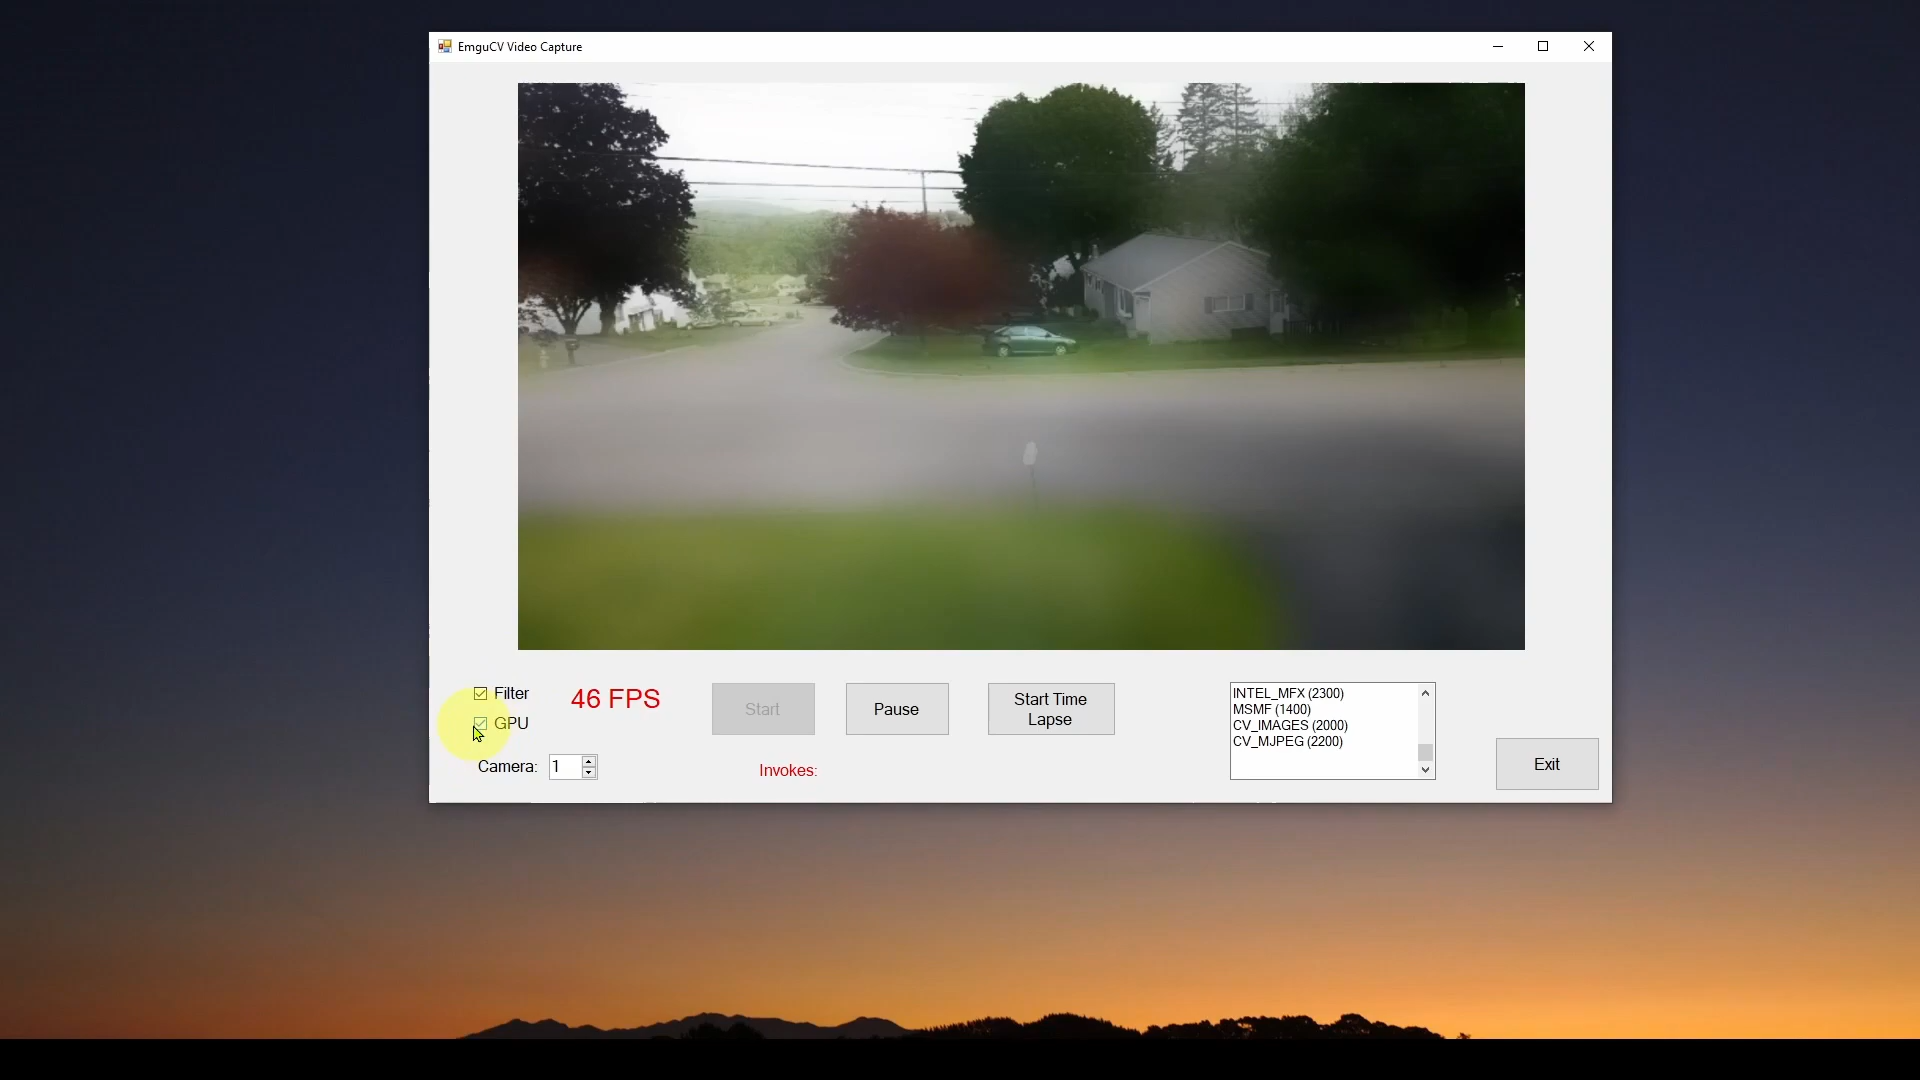 EmguCV Video Capture
Filter
GPU
46 FPS
Start
Pause
Start Time
Lapse
Camera: 1
Invokes:
INTEL_MFX (2300)
MSMF (1400)
CV_IMAGES (2000)
CV_MJPEG (2200)
Exit